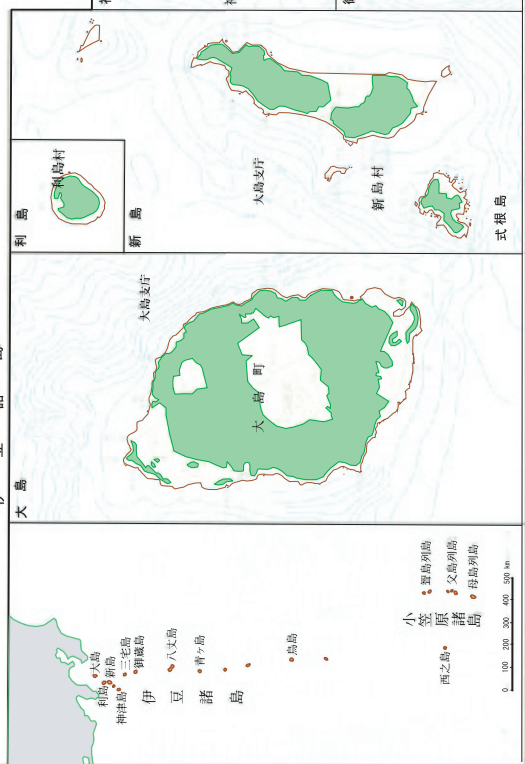 伊豆諸島
利島
利島村
新島
大島支庁
新島村
式根島
大島
大島支庁
大島町
大島
利島
新島
神津島
三宅島
御蔵島
八丈島
青ヶ島
伊豆諸島
鳥島
小笠原諸島
聟島列島
父島列島
母島列島
西之島
0 100 200 300 400 500 km